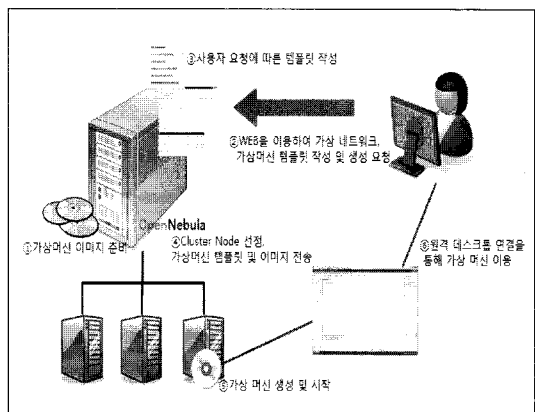 ③사용자 요청에 따른 템플릿 작성
②WEB을 이용하여 가상 네트워크,
가상머신 템플릿 작성 및 생성 요청
OpenNebula
①가상머신 이미지 준비
④Cluster Node 선정,
가상머신 템플릿 및 이미지 전송
⑥원격 데스크톱 연결을
통해 가상 머신 이용
⑤가상 머신 생성 및 시작